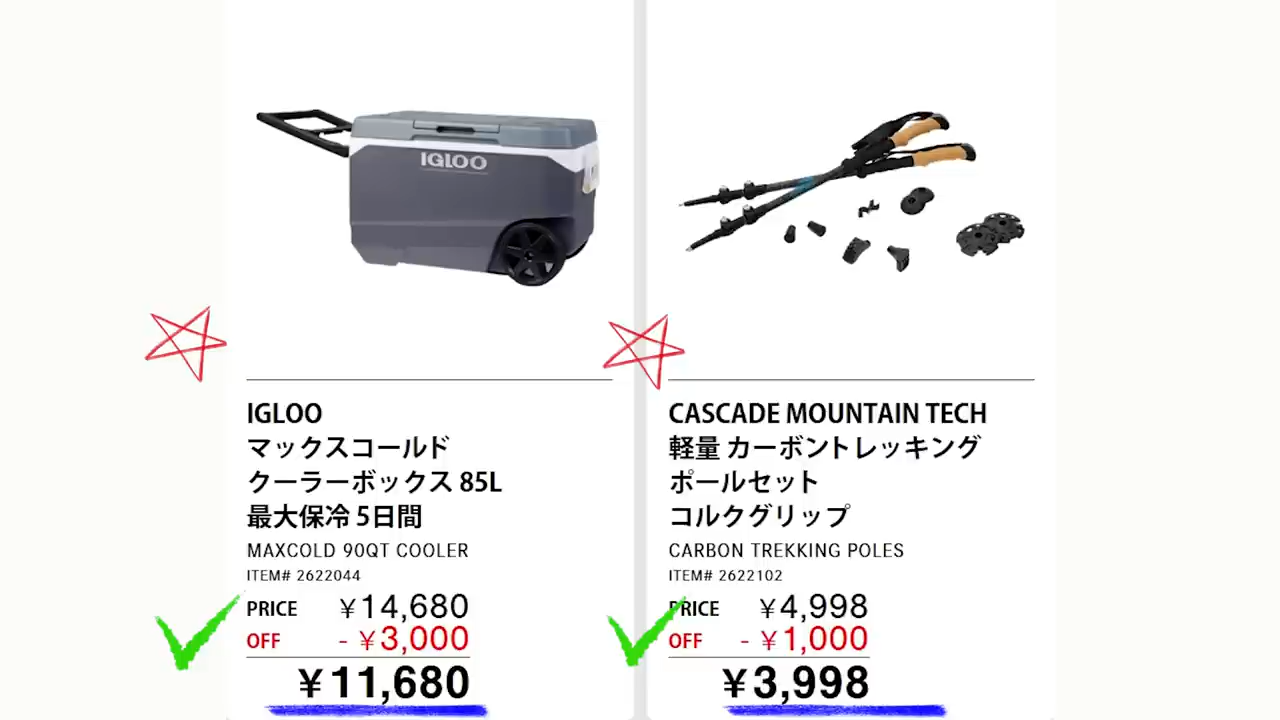 IGLOO
IGLOO
マックスコールド
クーラーボックス 85L
最大保冷 5日間
MAXCOLD 90QT COOLER
ITEM# 2622044
PRICE ¥14,680
OFF - ¥3,000
¥11,680
CASCADE MOUNTAIN TECH
軽量 カーボントレッキング
ポールセット
コルクグリップ
CARBON TREKKING POLES
ITEM# 2622102
PRICE ¥4,998
OFF - ¥1,000
¥3,998